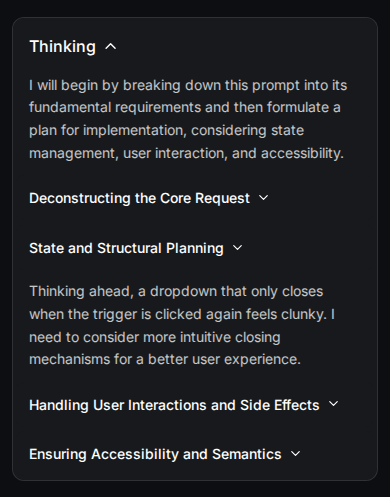 Thinking
I will begin by breaking down this prompt into its
fundamental requirements and then formulate a
plan for implementation, considering state
management, user interaction, and accessibility.
Deconstructing the Core Request
State and Structural Planning
Thinking ahead, a dropdown that only closes
when the trigger is clicked again feels clunky. I
need to consider more intuitive closing
mechanisms for a better user experience.
Handling User Interactions and Side Effects
Ensuring Accessibility and Semantics